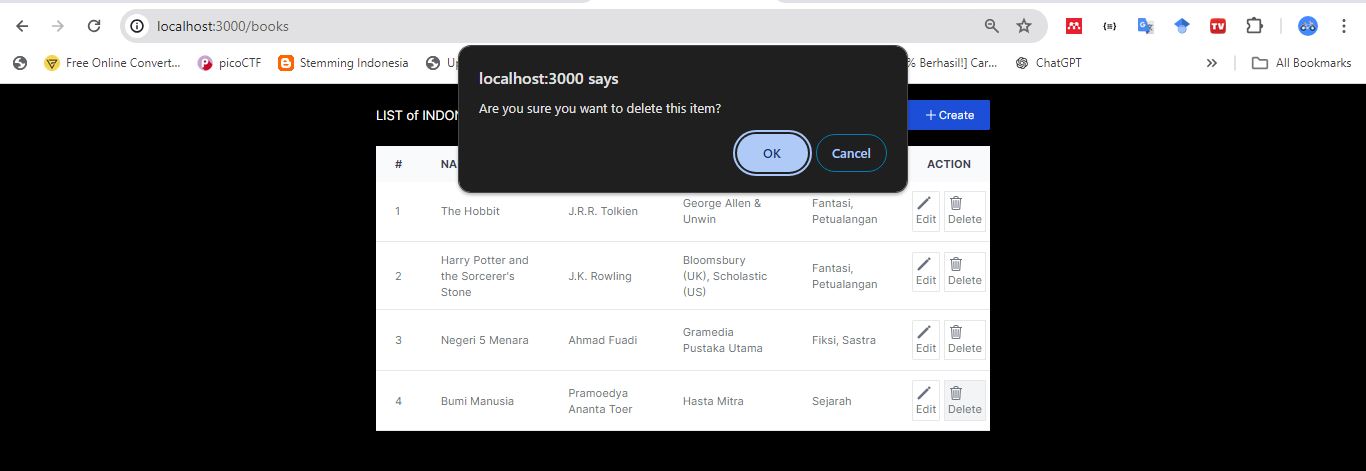 localhost:3000/books
Free Online Convert... picoCTF Stemming Indonesia Up % Berhasil!] Car... ChatGPT All Bookmarks
localhost:3000 says
Are you sure you want to delete this item?
OK Cancel
LIST of INDON
+ Create
# NA ACTION
1 The Hobbit J.R.R. Tolkien George Allen &
Unwin Fantasi,
Petualangan Edit Delete
2 Harry Potter and
the Sorcerer's
Stone J.K. Rowling Bloomsbury
(UK), Scholastic
(US) Fantasi,
Petualangan Edit Delete
3 Negeri 5 Menara Ahmad Fuadi Gramedia
Pustaka Utama Fiksi, Sastra Edit Delete
4 Bumi Manusia Pramoedya
Ananta Toer Hasta Mitra Sejarah Edit Delete